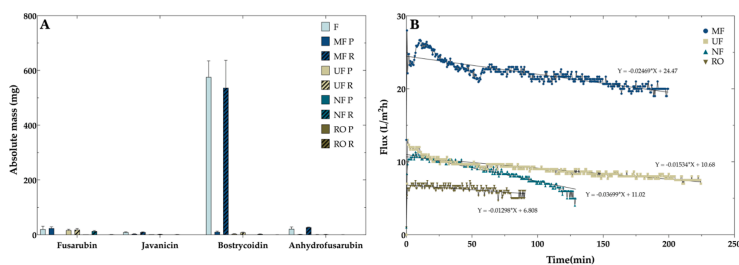 A
Absolute mass (mg)
800
600
400
200
0
Fusarubin
Javanicin
Bostrycoidin
Anhydrofusarubin
F
MF P
MF R
UF P
UF R
NF P
NF R
RO P
RO R
B
Flux (L/m²h)
30
20
10
0
0
50
100
150
200
250
Time(min)
MF
UF
NF
RO
Y = -0.02469*X + 24.47
Y = -0.01534*X + 10.68
Y = -0.03699*X + 11.02
Y = -0.01298*X + 6.808